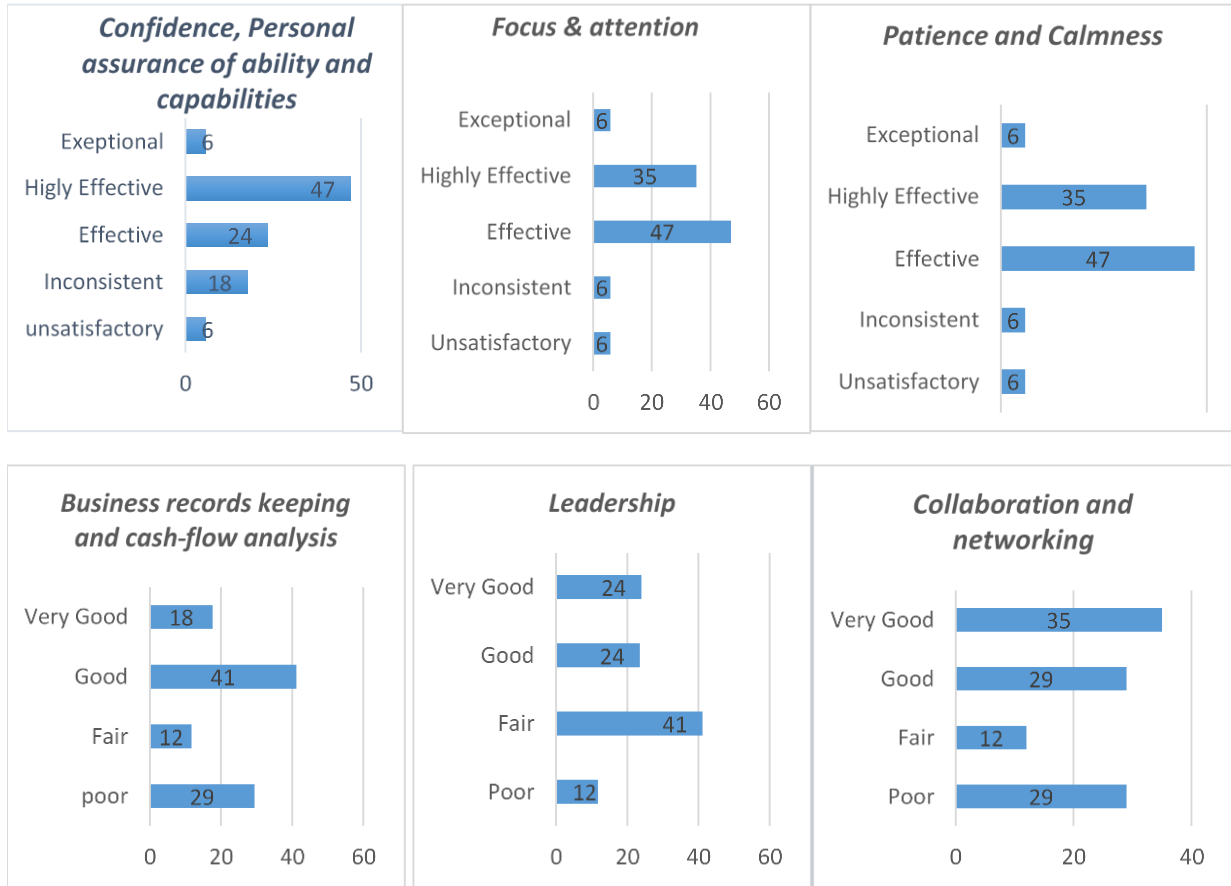 Confidence, Personal
assurance of ability and
capabilities
Exeptional 6
Higly Effective 47
Effective 24
Inconsistent 18
unsatisfactory 6
0 50
Focus & attention
Exceptional 6
Highly Effective 35
Effective 47
Inconsistent 6
Unsatisfactory 6
0 20 40 60
Patience and Calmness
Exceptional 6
Highly Effective 35
Effective 47
Inconsistent 6
Unsatisfactory 6
Business records keeping
and cash-flow analysis
Very Good 18
Good 41
Fair 12
poor 29
0 20 40 60
Leadership
Very Good 24
Good 24
Fair 41
Poor 12
0 20 40 60
Collaboration and
networking
Very Good 35
Good 29
Fair 12
Poor 29
0 20 40